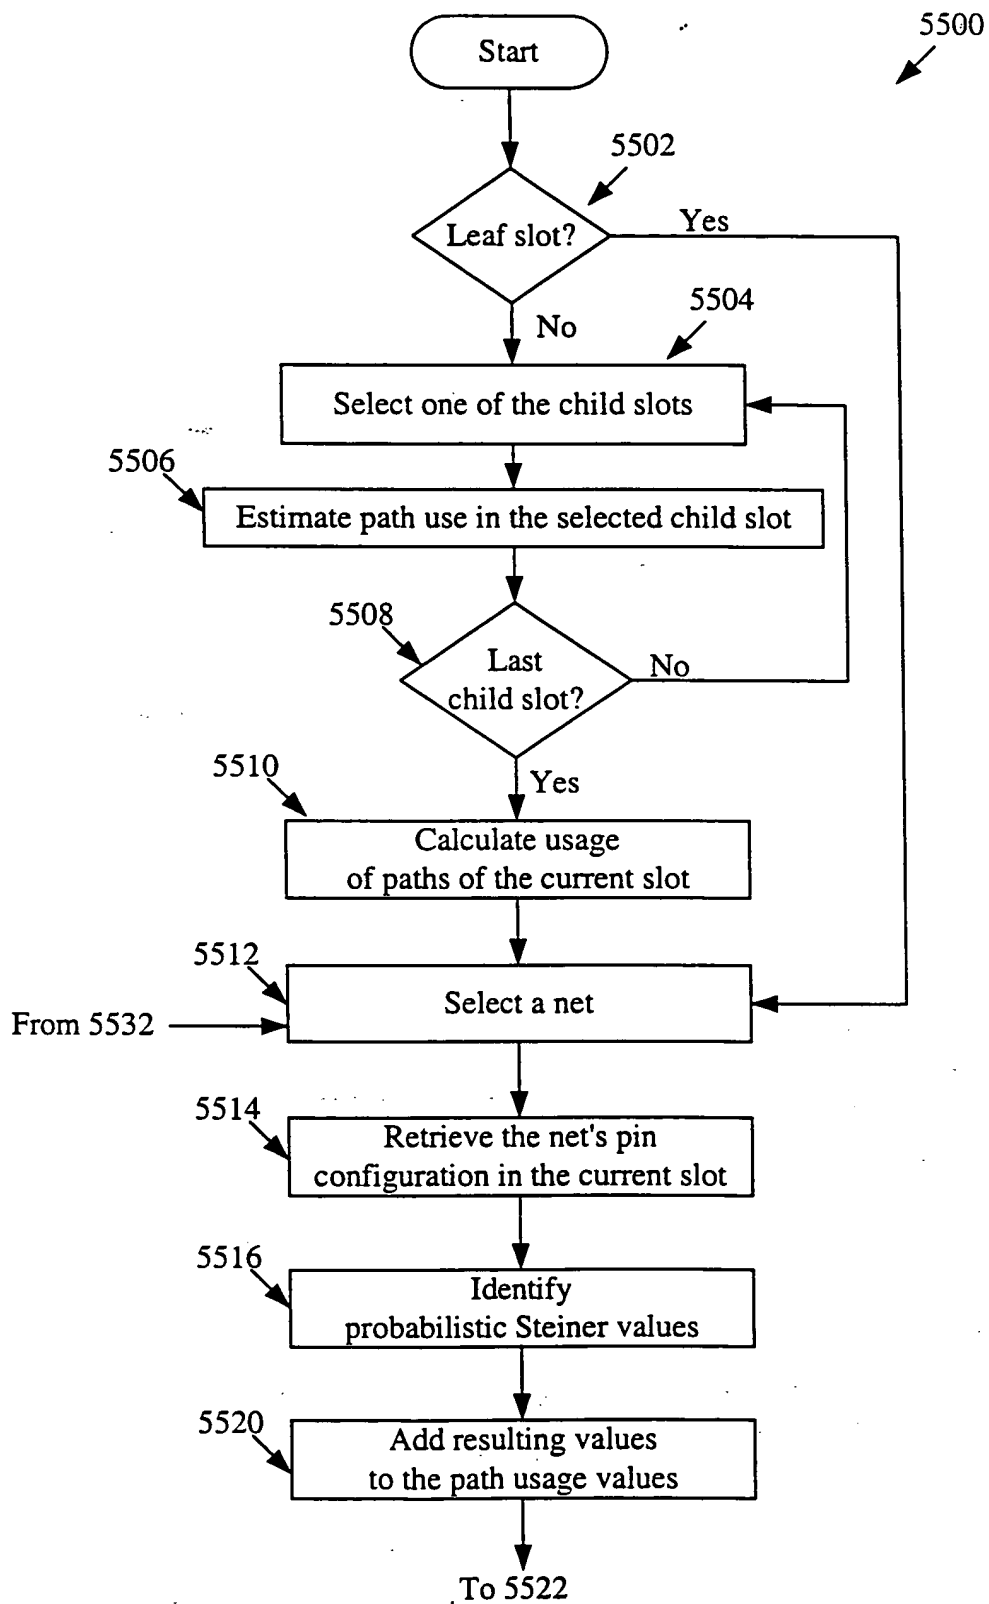 5500
Start
5502
Leaf slot?
Yes
No
5504
Select one of the child slots
5506
Estimate path use in the selected child slot
5508
Last
child slot?
No
Yes
5510
Calculate usage
of paths of the current slot
5512
Select a net
From 5532
5514
Retrieve the net's pin
configuration in the current slot
5516
Identify
probabilistic Steiner values
5520
Add resulting values
to the path usage values
To 5522